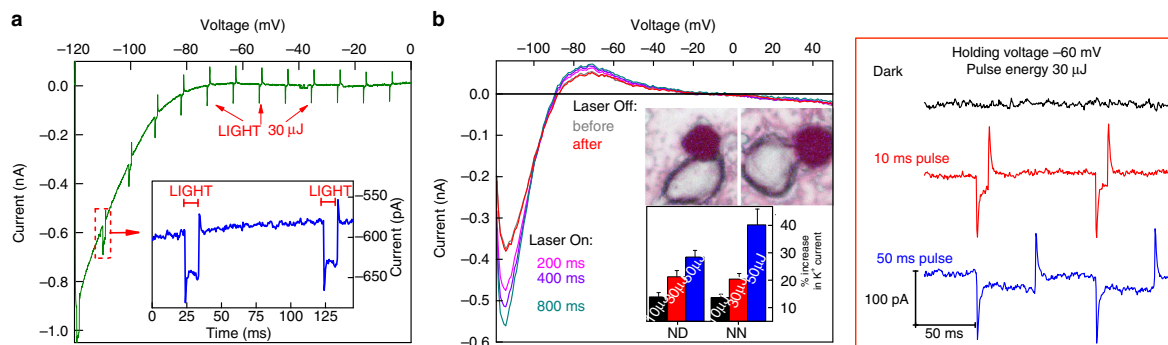 a
Voltage (mV)
–120 –100 –80 –60 –40 –20 0
0.0
–0.2
–0.4
–0.6
–0.8
–1.0
Current (nA)
LIGHT 30 µJ
LIGHT LIGHT
–550
–600
–650
Current (pA)
0 25 50 75 100 125
Time (ms)
b
Voltage (mV)
–100 –80 –60 –40 –20 0 20 40
0.0
–0.1
–0.2
–0.3
–0.4
–0.5
–0.6
Current (nA)
Laser Off:
before
after
Laser On:
200 ms
400 ms
800 ms
40
30
20
10
% increase
in K+ current
10µJ 30µJ 60µJ 10µJ 30µJ 50µJ
ND NN
Holding voltage –60 mV
Pulse energy 30 µJ
Dark
10 ms pulse
50 ms pulse
100 pA
50 ms